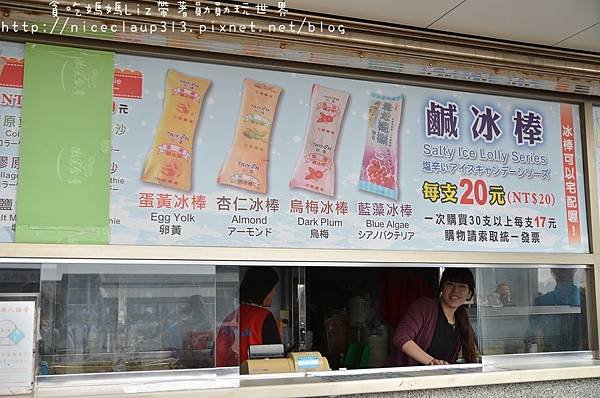 貪吃媽媽Liz帶著勛勛玩世界
http://niceclaup313.pixnet.net/blog
鹹冰棒
Salty Ice Lolly Series
塩辛いアイスキャンデーシリーズ
每支20元(NT$20)
一次購買30支以上每支17元
購物請索取統一發票
冰棒可以宅配喔!
蛋黃冰棒
Egg Yolk
卵黄
杏仁冰棒
Almond
アーモンド
烏梅冰棒
Dark Plum
烏梅
藍藻冰棒
Blue Algae
シアノバクテリア
TAIYEN
TAIYEN